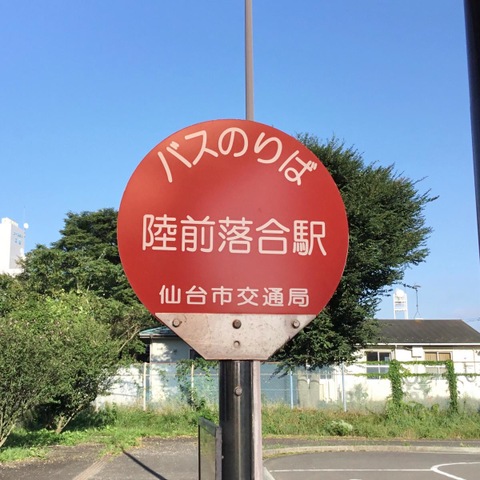 バスのりば
陸前落合駅
仙台市交通局